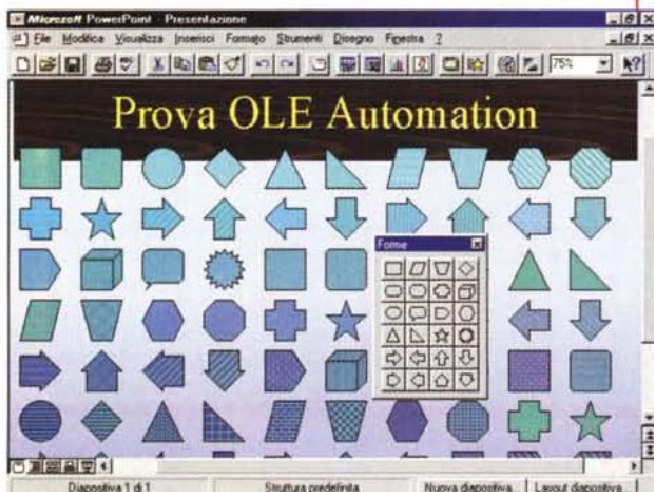 Microsoft PowerPoint - Presentazione
File Modifica Visualizza Inserisci Formato Strumenti Disegno Finestra ?
75%
Prova OLE Automation
Forme
Diapositiva 1 di 1 Struttura predefinita Nuova diapositiva Layout diapositiva